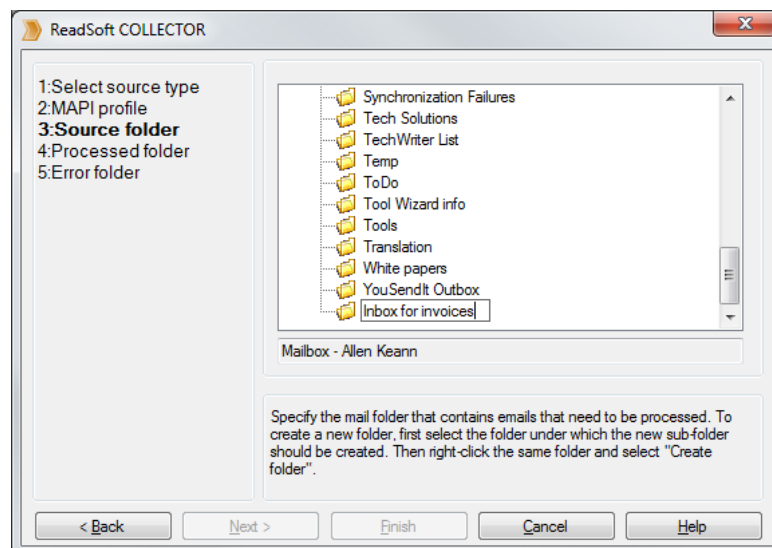 ReadSoft COLLECTOR
1:Select source type
2:MAPI profile
3:Source folder
4:Processed folder
5:Error folder
Synchronization Failures
Tech Solutions
TechWriter List
Temp
ToDo
Tool Wizard info
Tools
Translation
White papers
YouSendIt Outbox
Inbox for invoices
Mailbox - Allen Keann
Specify the mail folder that contains emails that need to be processed. To
create a new folder, first select the folder under which the new sub-folder
should be created. Then right-click the same folder and select "Create
folder".
< Back
Next >
Finish
Cancel
Help